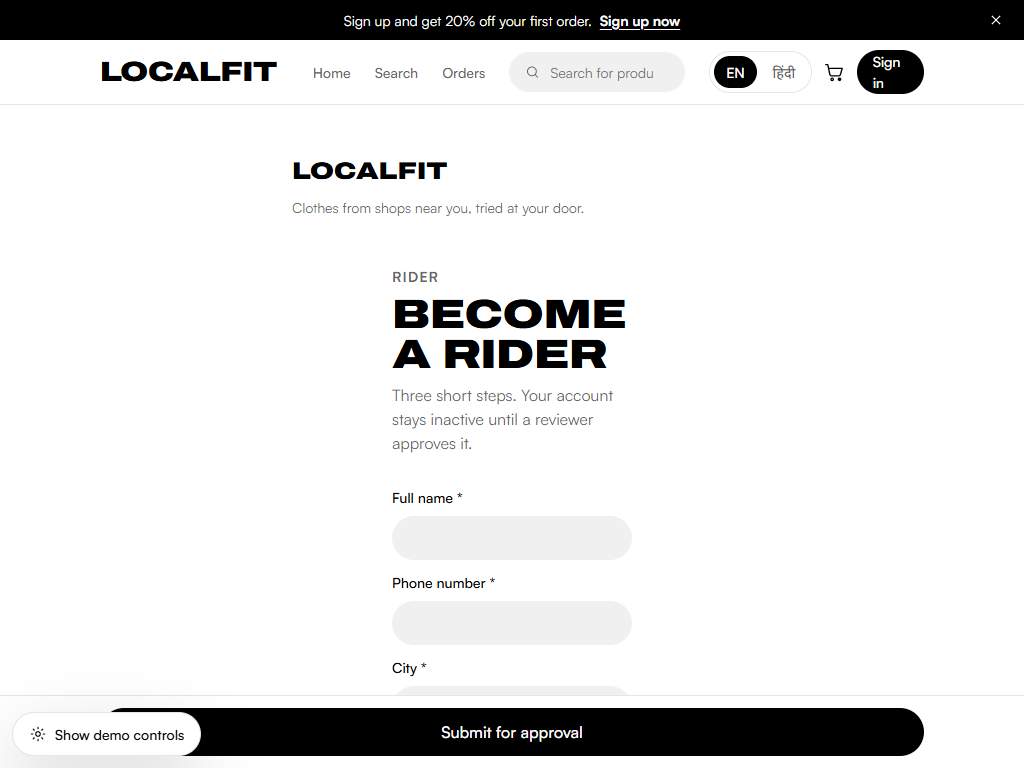 Sign up and get 20% off your first order. Sign up now
LOCALFIT
Home
Search
Orders
Search for produ
EN
हिंदी
Sign
in
LOCALFIT
Clothes from shops near you, tried at your door.
RIDER
BECOME
A RIDER
Three short steps. Your account
stays inactive until a reviewer
approves it.
Full name *
Phone number *
City *
Show demo controls
Submit for approval